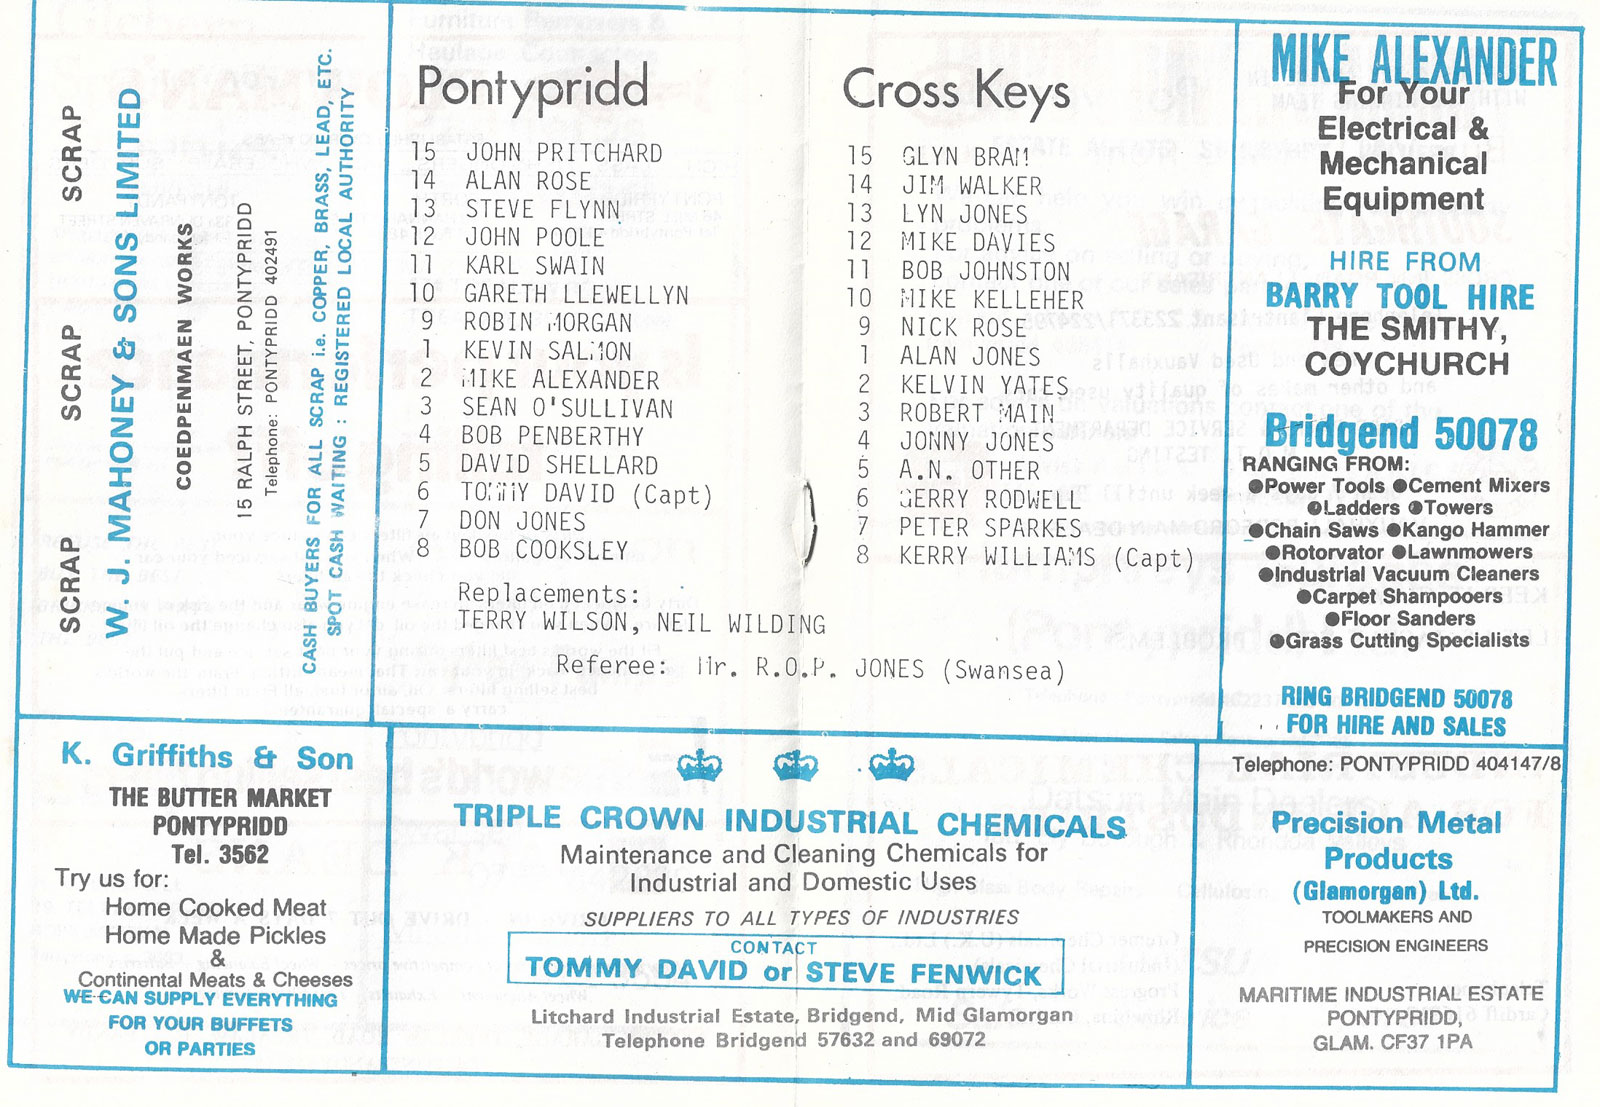 SCRAP SCRAP SCRAP
W. J. MAHONEY & SONS LIMITED
COEDPENMAEN WORKS
15 RALPH STREET, PONTYPRIDD
Telephone: PONTYPRIDD 402491
CASH BUYERS FOR ALL SCRAP i.e. COPPER, BRASS, LEAD, ETC.
SPOT CASH WAITING : REGISTERED LOCAL AUTHORITY
Pontypridd
15 JOHN PRITCHARD
14 ALAN ROSE
13 STEVE FLYNN
12 JOHN POOLE
11 KARL SWAIN
10 GARETH LLEWELLYN
9 ROBIN MORGAN
1 KEVIN SALMON
2 MIKE ALEXANDER
3 SEAN O'SULLIVAN
4 BOB PENBERTHY
5 DAVID SHELLARD
6 TOMMY DAVID (Capt)
7 DON JONES
8 BOB COOKSLEY
Replacements:
TERRY WILSON, NEIL WILDING
Cross Keys
15 GLYN BRAM
14 JIM WALKER
13 LYN JONES
12 MIKE DAVIES
11 BOB JOHNSTON
10 MIKE KELLEHER
9 NICK ROSE
1 ALAN JONES
2 KELVIN YATES
3 ROBERT MAIN
4 JONNY JONES
5 A.N. OTHER
6 GERRY RODWELL
7 PETER SPARKES
8 KERRY WILLIAMS (Capt)
Referee: Mr. R.O.P. JONES (Swansea)
MIKE ALEXANDER
For Your
Electrical &
Mechanical
Equipment
HIRE FROM
BARRY TOOL HIRE
THE SMITHY,
COYCHURCH
Bridgend 50078
RANGING FROM:
●Power Tools ●Cement Mixers
●Ladders ●Towers
●Chain Saws ●Kango Hammer
●Rotorvator ●Lawnmowers
●Industrial Vacuum Cleaners
●Carpet Shampooers
●Floor Sanders
●Grass Cutting Specialists
RING BRIDGEND 50078
FOR HIRE AND SALES
K. Griffiths & Son
THE BUTTER MARKET
PONTYPRIDD
Tel. 3562
Try us for:
Home Cooked Meat
Home Made Pickles
&
Continental Meats & Cheeses
WE CAN SUPPLY EVERYTHING
FOR YOUR BUFFETS
OR PARTIES
TRIPLE CROWN INDUSTRIAL CHEMICALS
Maintenance and Cleaning Chemicals for
Industrial and Domestic Uses
SUPPLIERS TO ALL TYPES OF INDUSTRIES
CONTACT
TOMMY DAVID or STEVE FENWICK
Litchard Industrial Estate, Bridgend, Mid Glamorgan
Telephone Bridgend 57632 and 69072
Telephone: PONTYPRIDD 404147/8
Precision Metal
Products
(Glamorgan) Ltd.
TOOLMAKERS AND
PRECISION ENGINEERS
MARITIME INDUSTRIAL ESTATE
PONTYPRIDD,
GLAM. CF37 1PA